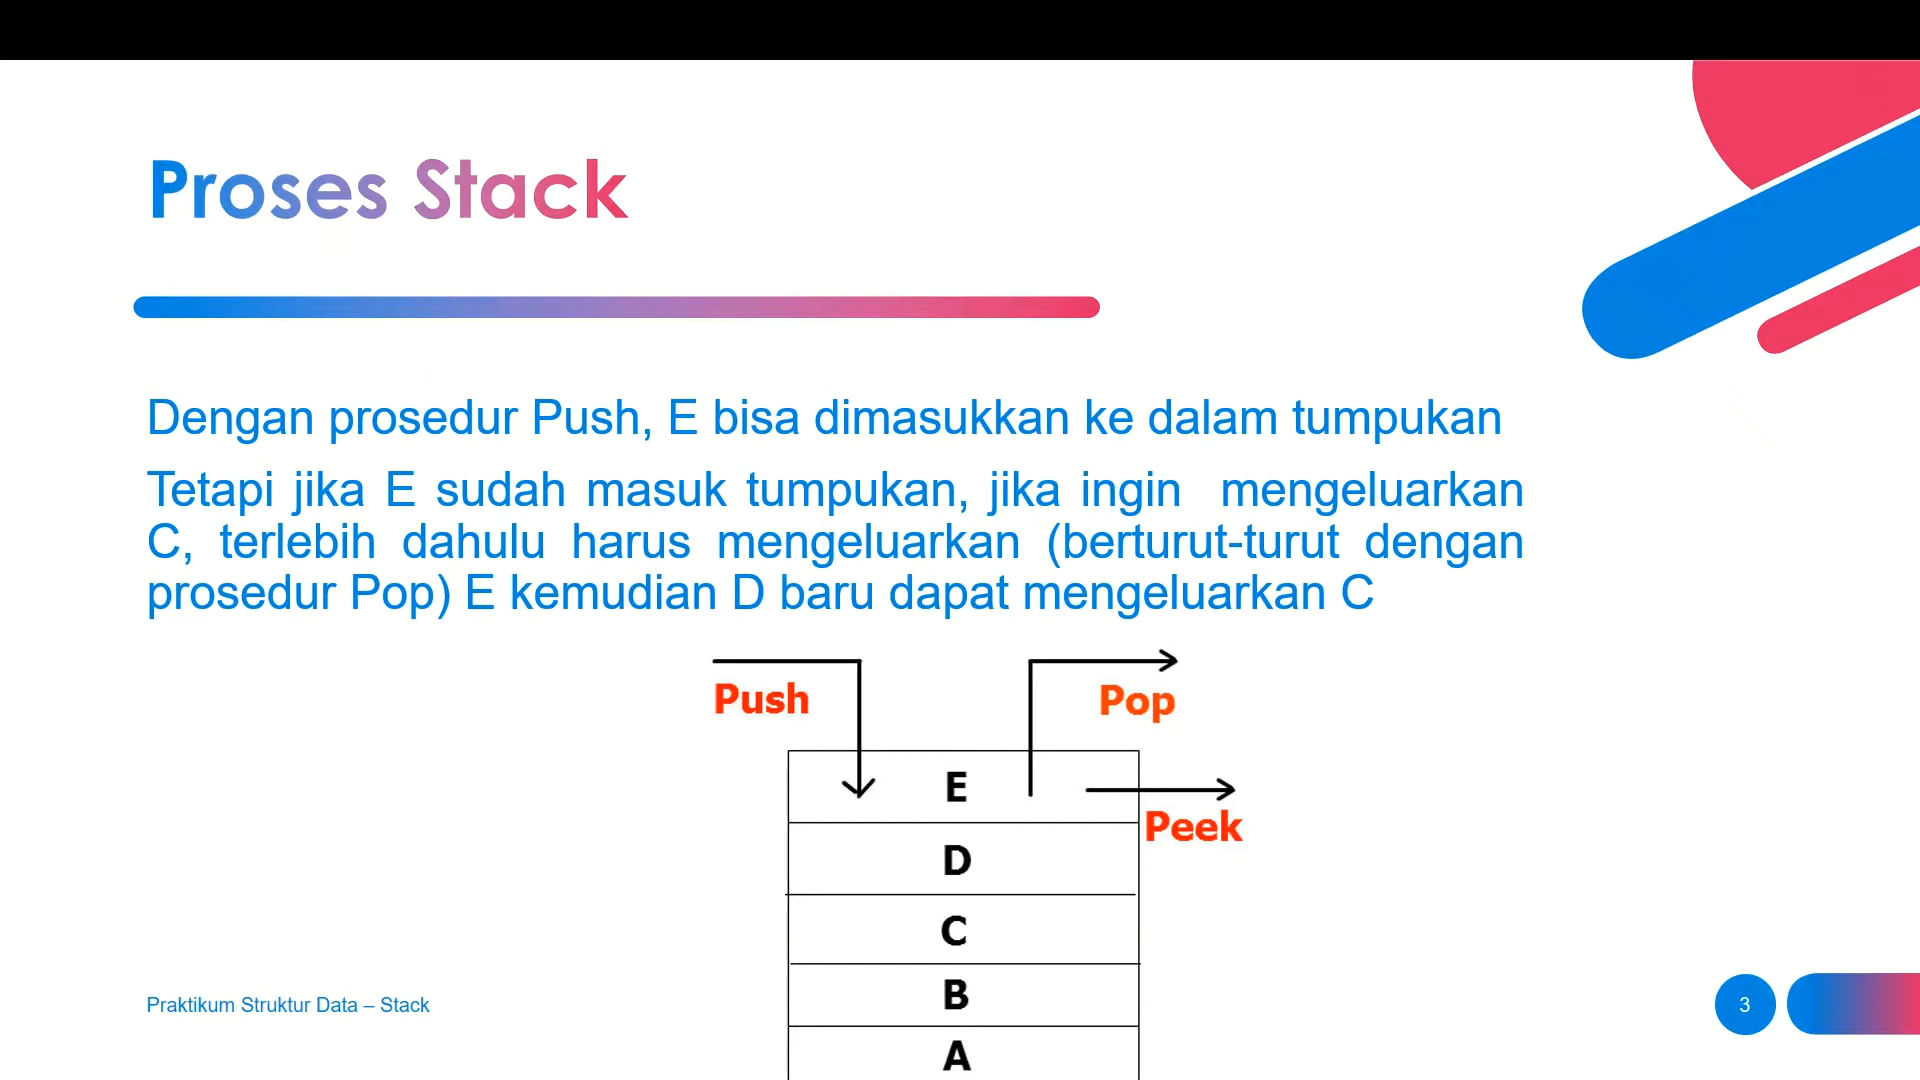 Proses Stack
Dengan prosedur Push, E bisa dimasukkan ke dalam tumpukan
Tetapi jika E sudah masuk tumpukan, jika ingin mengeluarkan
C, terlebih dahulu harus mengeluarkan (berturut-turut dengan
prosedur Pop) E kemudian D baru dapat mengeluarkan C
Push
Pop
E
Peek
D
C
B
A
Praktikum Struktur Data – Stack
3